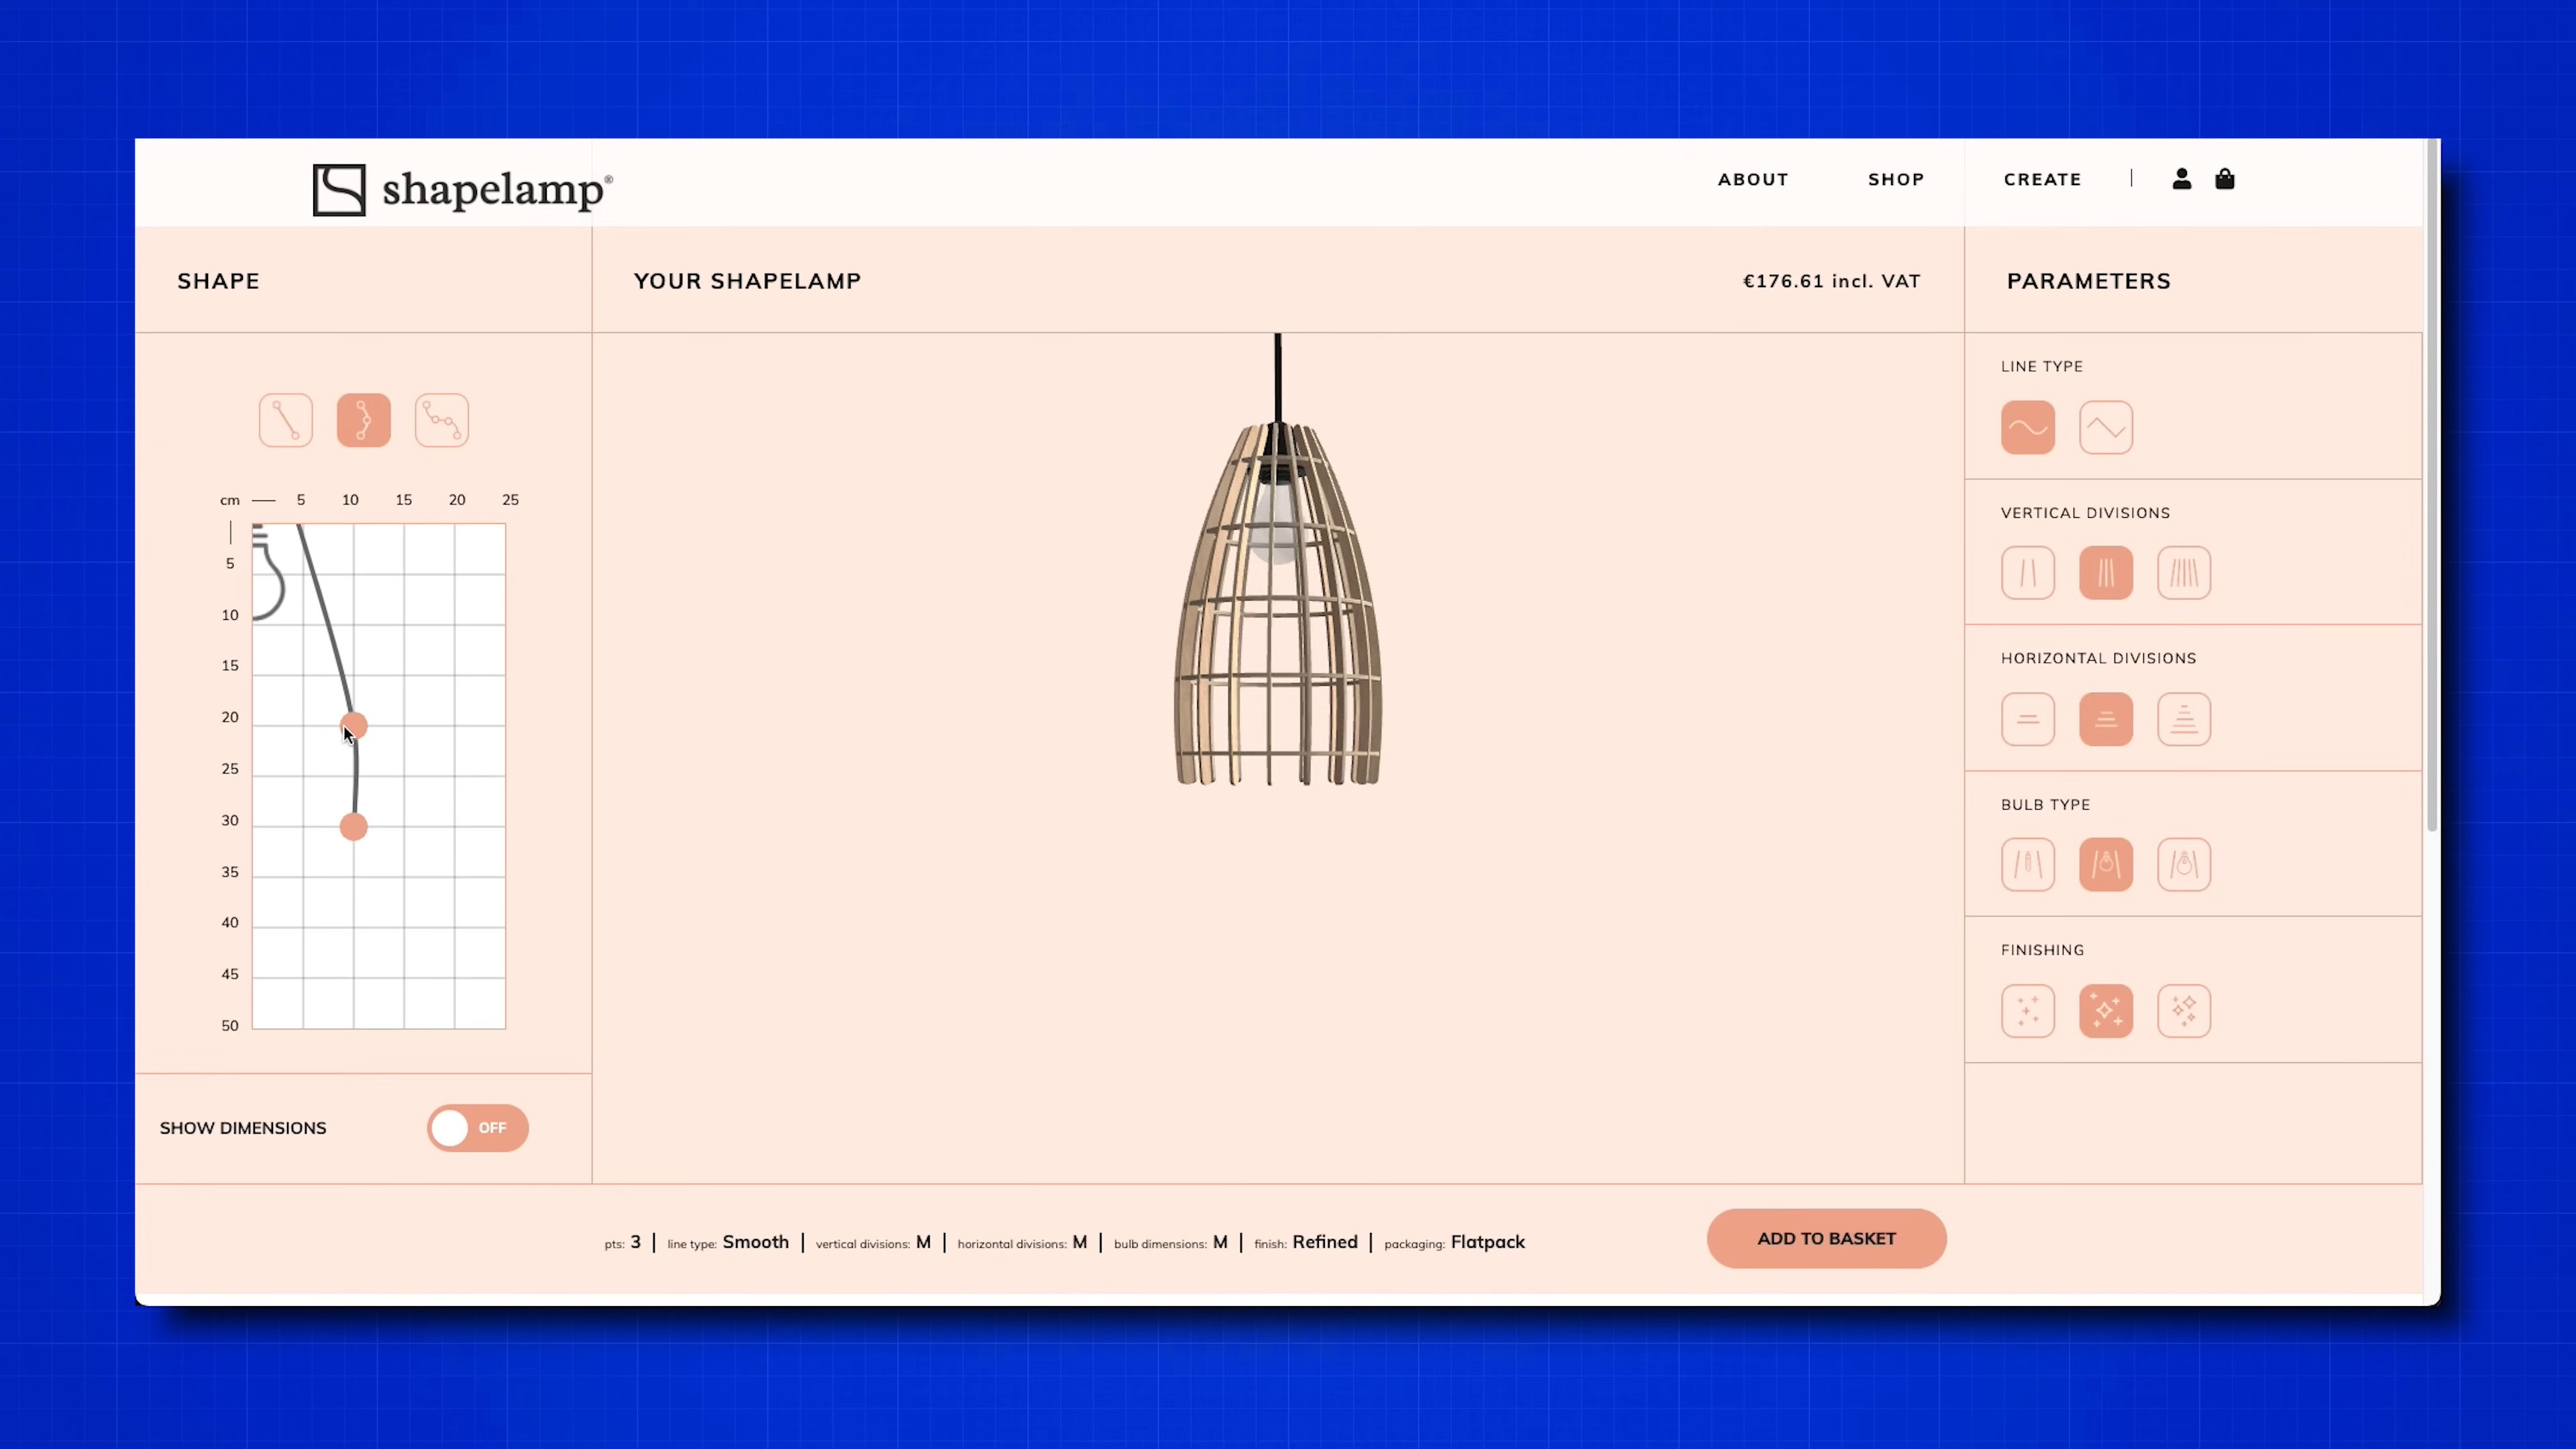 shapelamp®
ABOUT SHOP CREATE
SHAPE
YOUR SHAPELAMP
€176.61 incl. VAT
PARAMETERS
cm 5 10 15 20 25
5
10
15
20
25
30
35
40
45
50
SHOW DIMENSIONS
OFF
LINE TYPE
VERTICAL DIVISIONS
HORIZONTAL DIVISIONS
BULB TYPE
FINISHING
pts: 3 | line type: Smooth | vertical divisions: M | horizontal divisions: M | bulb dimensions: M | finish: Refined | packaging: Flatpack
ADD TO BASKET